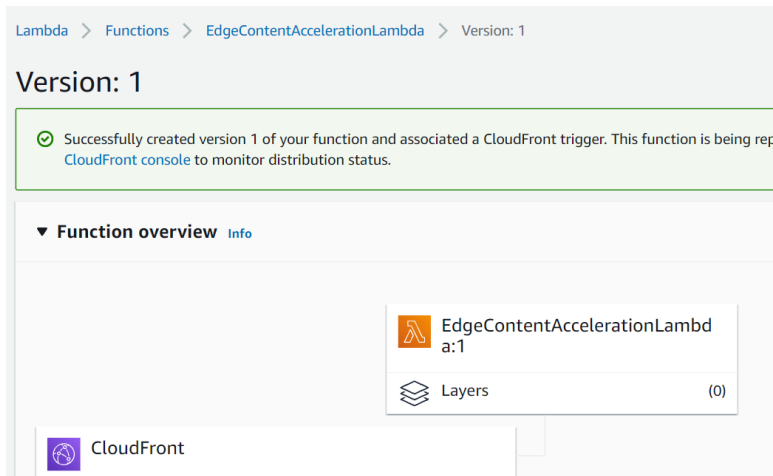 Lambda > Functions > EdgeContentAccelerationLambda > Version: 1
Version: 1
Successfully created version 1 of your function and associated a CloudFront trigger. This function is being rep
CloudFront console to monitor distribution status.
Function overview Info
EdgeContentAccelerationLambd
a:1
Layers (0)
CloudFront